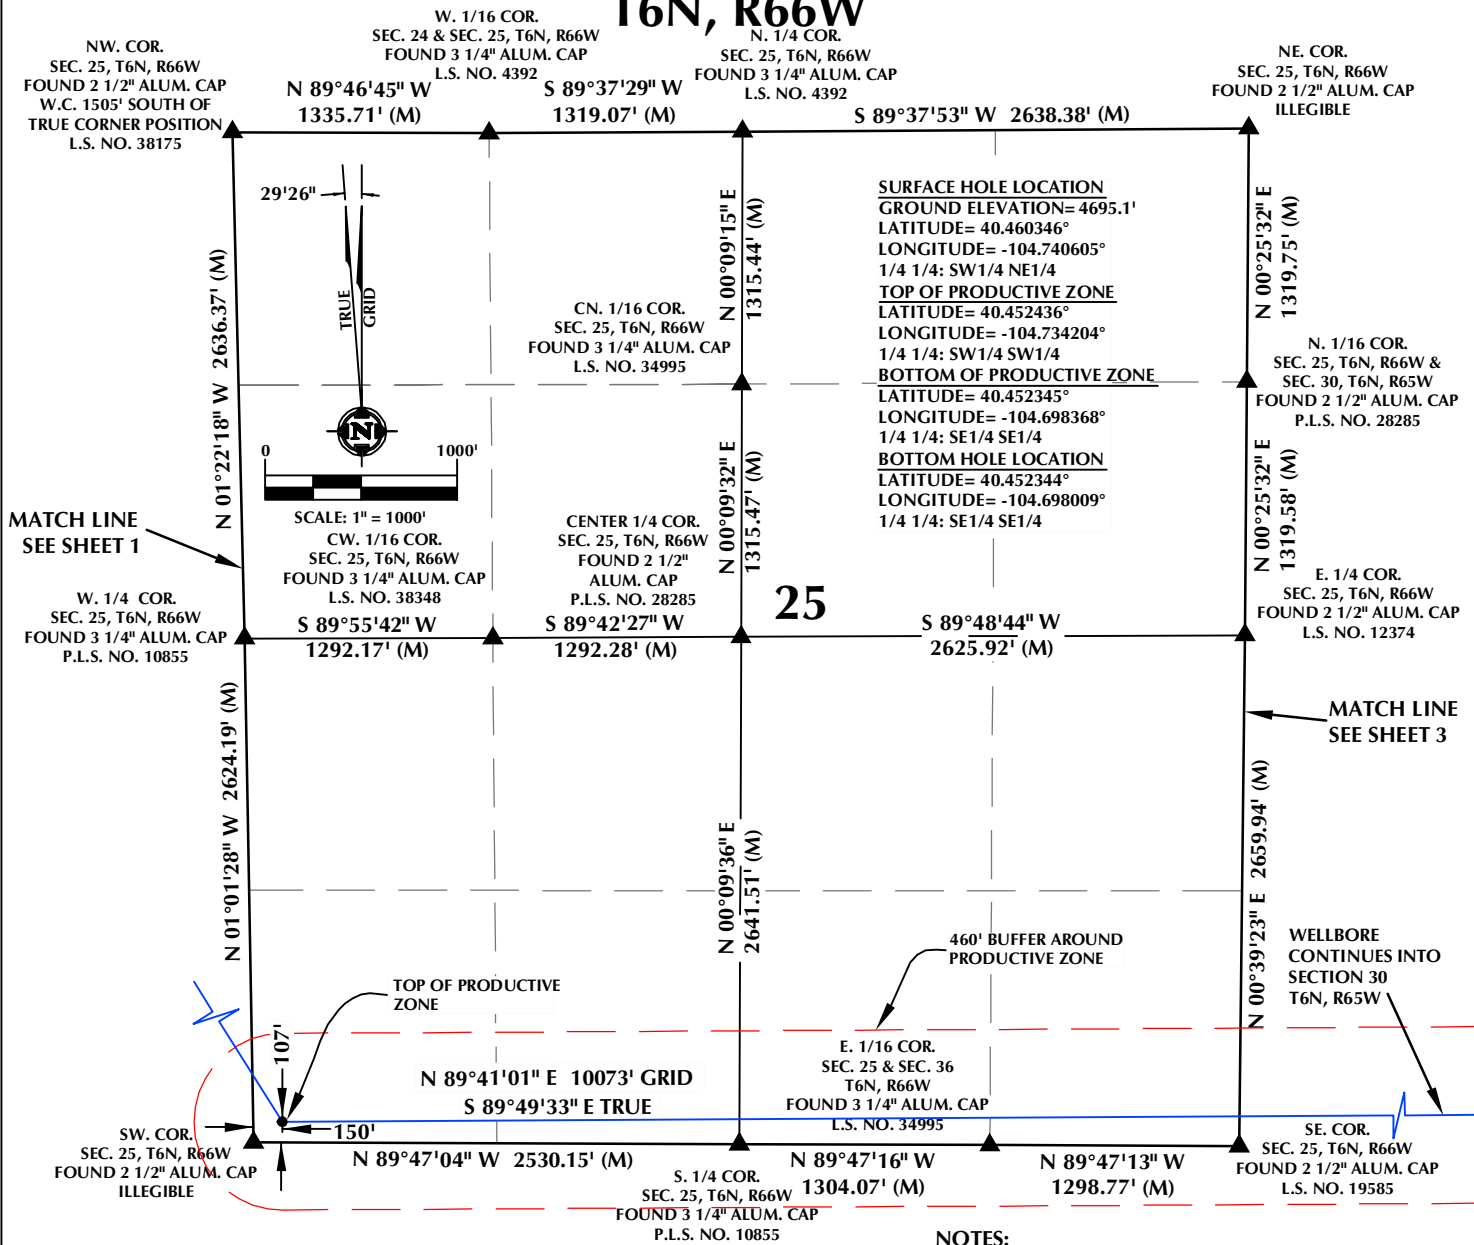 T6N, R66W
W. 1/16 COR.
SEC. 24 & SEC. 25, T6N, R66W
FOUND 3 1/4" ALUM. CAP
L.S. NO. 4392
N. 1/4 COR.
SEC. 25, T6N, R66W
FOUND 3 1/4" ALUM. CAP
L.S. NO. 4392
NW. COR.
SEC. 25, T6N, R66W
FOUND 2 1/2" ALUM. CAP
W.C. 1505' SOUTH OF
TRUE CORNER POSITION
L.S. NO. 38175
NE. COR.
SEC. 25, T6N, R66W
FOUND 2 1/2" ALUM. CAP
ILLEGIBLE
N 89°46'45" W
1335.71' (M)
S 89°37'29" W
1319.07' (M)
S 89°37'53" W 2638.38' (M)
29'26"
TRUE
GRID
N
0 1000'
SCALE: 1" = 1000'
N 01°22'18" W 2636.37' (M)
N 00°09'15" E
1315.44' (M)
SURFACE HOLE LOCATION
GROUND ELEVATION= 4695.1'
LATITUDE= 40.460346°
LONGITUDE= -104.740605°
1/4 1/4: SW1/4 NE1/4
TOP OF PRODUCTIVE ZONE
LATITUDE= 40.452436°
LONGITUDE= -104.734204°
1/4 1/4: SW1/4 SW1/4
BOTTOM OF PRODUCTIVE ZONE
LATITUDE= 40.452345°
LONGITUDE= -104.698368°
1/4 1/4: SE1/4 SE1/4
BOTTOM HOLE LOCATION
LATITUDE= 40.452344°
LONGITUDE= -104.698009°
1/4 1/4: SE1/4 SE1/4
N 00°25'32" E
1319.75' (M)
CN. 1/16 COR.
SEC. 25, T6N, R66W
FOUND 3 1/4" ALUM. CAP
L.S. NO. 34995
N. 1/16 COR.
SEC. 25, T6N, R66W &
SEC. 30, T6N, R65W
FOUND 2 1/2" ALUM. CAP
P.L.S. NO. 28285
N 00°09'32" E
1315.47' (M)
N 00°25'32" E
1319.58' (M)
MATCH LINE
SEE SHEET 1
CW. 1/16 COR.
SEC. 25, T6N, R66W
FOUND 3 1/4" ALUM. CAP
L.S. NO. 38348
CENTER 1/4 COR.
SEC. 25, T6N, R66W
FOUND 2 1/2"
ALUM. CAP
P.L.S. NO. 28285
25
W. 1/4 COR.
SEC. 25, T6N, R66W
FOUND 3 1/4" ALUM. CAP
P.L.S. NO. 10855
E. 1/4 COR.
SEC. 25, T6N, R66W
FOUND 2 1/2" ALUM. CAP
L.S. NO. 12374
S 89°55'42" W
1292.17' (M)
S 89°42'27" W
1292.28' (M)
S 89°48'44" W
2625.92' (M)
MATCH LINE
SEE SHEET 3
N 01°01'28" W 2624.19' (M)
N 00°09'36" E
2641.51' (M)
N 00°39'23" E 2659.94' (M)
460' BUFFER AROUND
PRODUCTIVE ZONE
WELLBORE
CONTINUES INTO
SECTION 30
T6N, R65W
TOP OF PRODUCTIVE
ZONE
107'
N 89°41'01" E 10073' GRID
S 89°49'33" E TRUE
150'
E. 1/16 COR.
SEC. 25 & SEC. 36
T6N, R66W
FOUND 3 1/4" ALUM. CAP
L.S. NO. 34995
SW. COR.
SEC. 25, T6N, R66W
FOUND 2 1/2" ALUM. CAP
ILLEGIBLE
SE. COR.
SEC. 25, T6N, R66W
FOUND 2 1/2" ALUM. CAP
L.S. NO. 19585
N 89°47'04" W 2530.15' (M)
N 89°47'16" W
1304.07' (M)
N 89°47'13" W
1298.77' (M)
S. 1/4 COR.
SEC. 25, T6N, R66W
FOUND 3 1/4" ALUM. CAP
P.L.S. NO. 10855
NOTES: